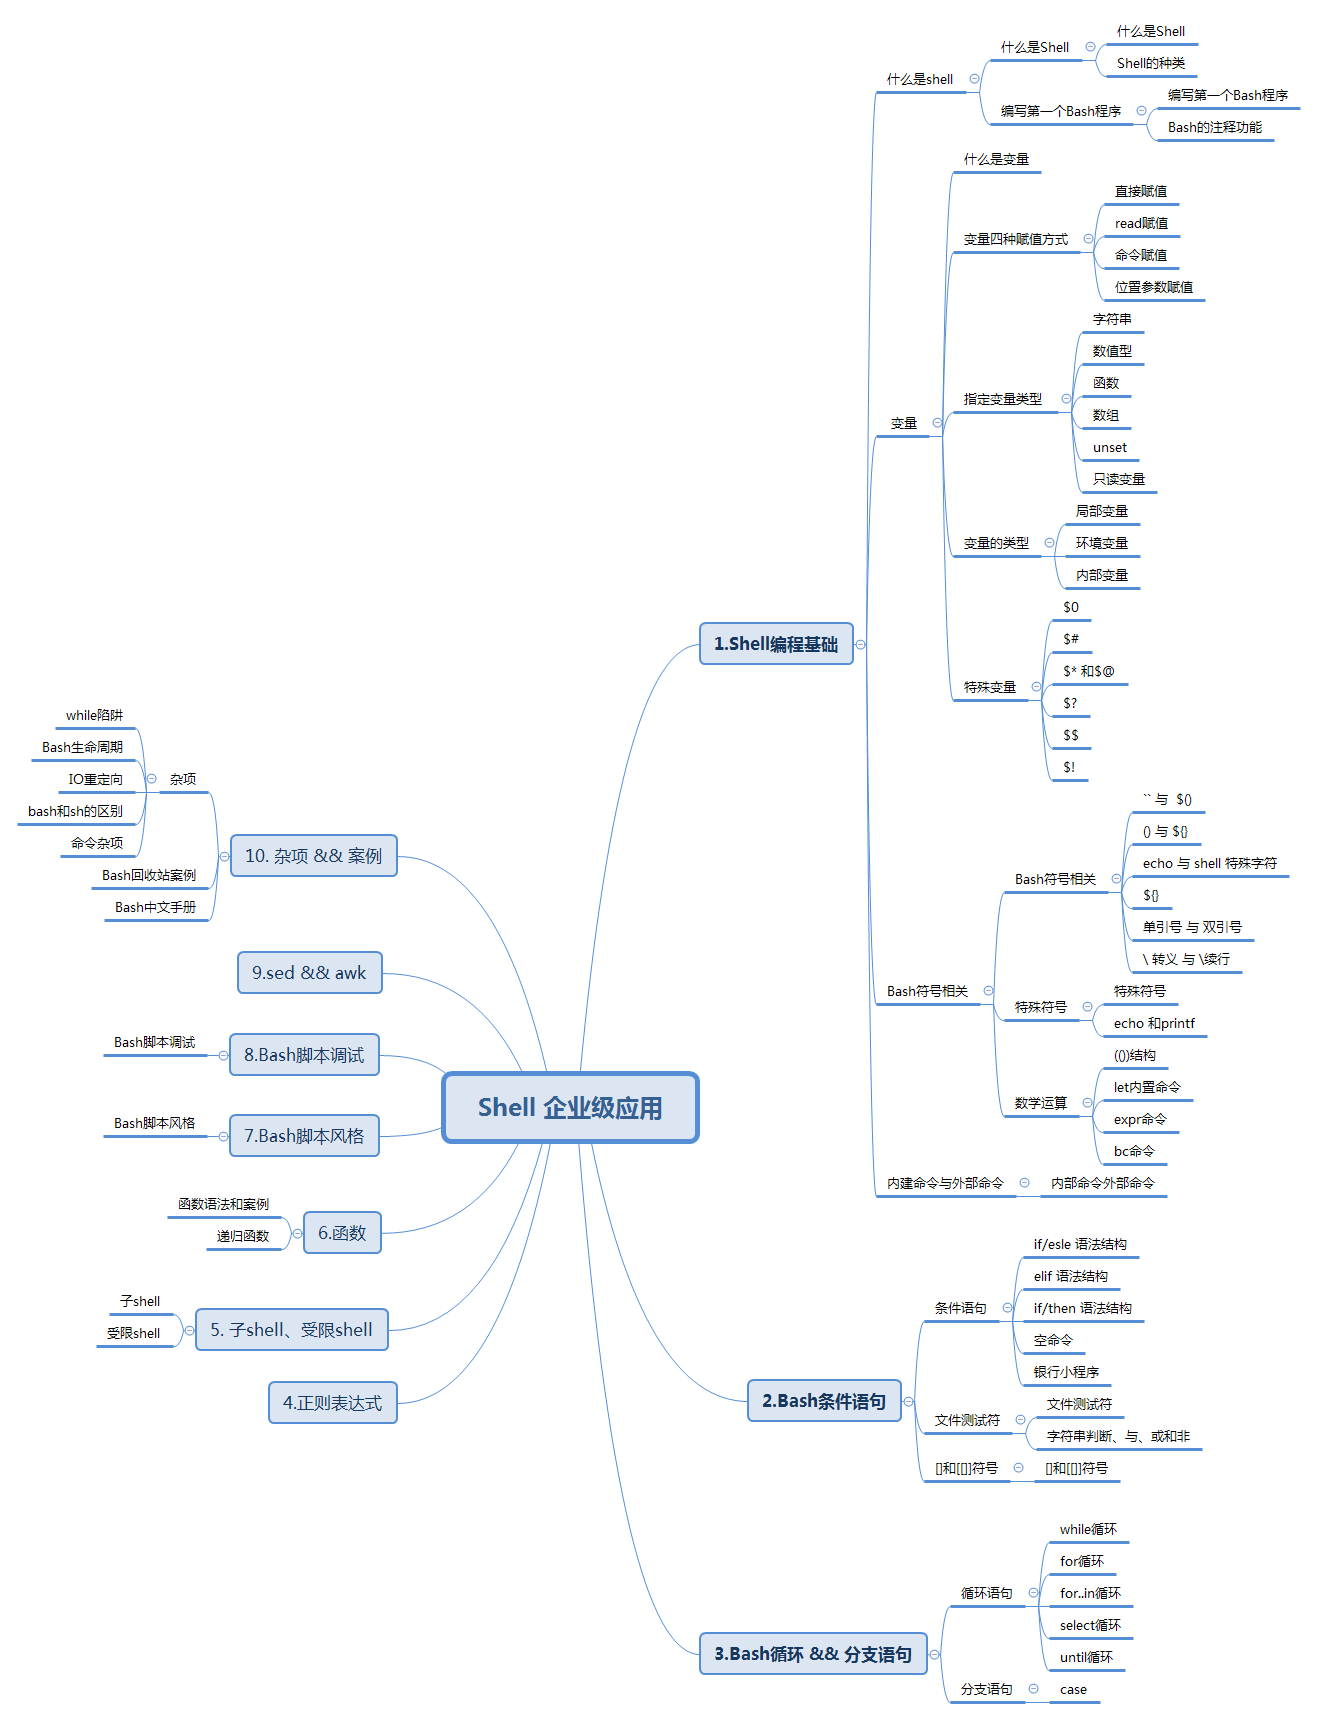 Shell 企业级应用
1.Shell编程基础
什么是shell
什么是Shell
什么是Shell
Shell的种类
编写第一个Bash程序
编写第一个Bash程序
Bash的注释功能
变量
什么是变量
变量四种赋值方式
直接赋值
read赋值
命令赋值
位置参数赋值
指定变量类型
字符串
数值型
函数
数组
unset
只读变量
变量的类型
局部变量
环境变量
内部变量
特殊变量
$0
$#
$* 和$@
$?
$$
$!
Bash符号相关
Bash符号相关
`` 与  $()
() 与 ${}
echo 与 shell 特殊字符
${}
单引号 与 双引号
\ 转义 与 \续行
特殊符号
特殊符号
echo 和printf
数学运算
(())结构
let内置命令
expr命令
bc命令
内建命令与外部命令
内部命令外部命令
2.Bash条件语句
条件语句
if/esle 语法结构
elif 语法结构
if/then 语法结构
空命令
银行小程序
文件测试符
文件测试符
字符串判断、与、或和非
[]和[[]]符号
[]和[[]]符号
3.Bash循环 && 分支语句
循环语句
while循环
for循环
for..in循环
select循环
until循环
分支语句
case
4.正则表达式
5. 子shell、受限shell
子shell
受限shell
6.函数
函数语法和案例
递归函数
7.Bash脚本风格
Bash脚本风格
8.Bash脚本调试
Bash脚本调试
9.sed && awk
10. 杂项 && 案例
杂项
while陷阱
Bash生命周期
IO重定向
bash和sh的区别
命令杂项
Bash回收站案例
Bash中文手册